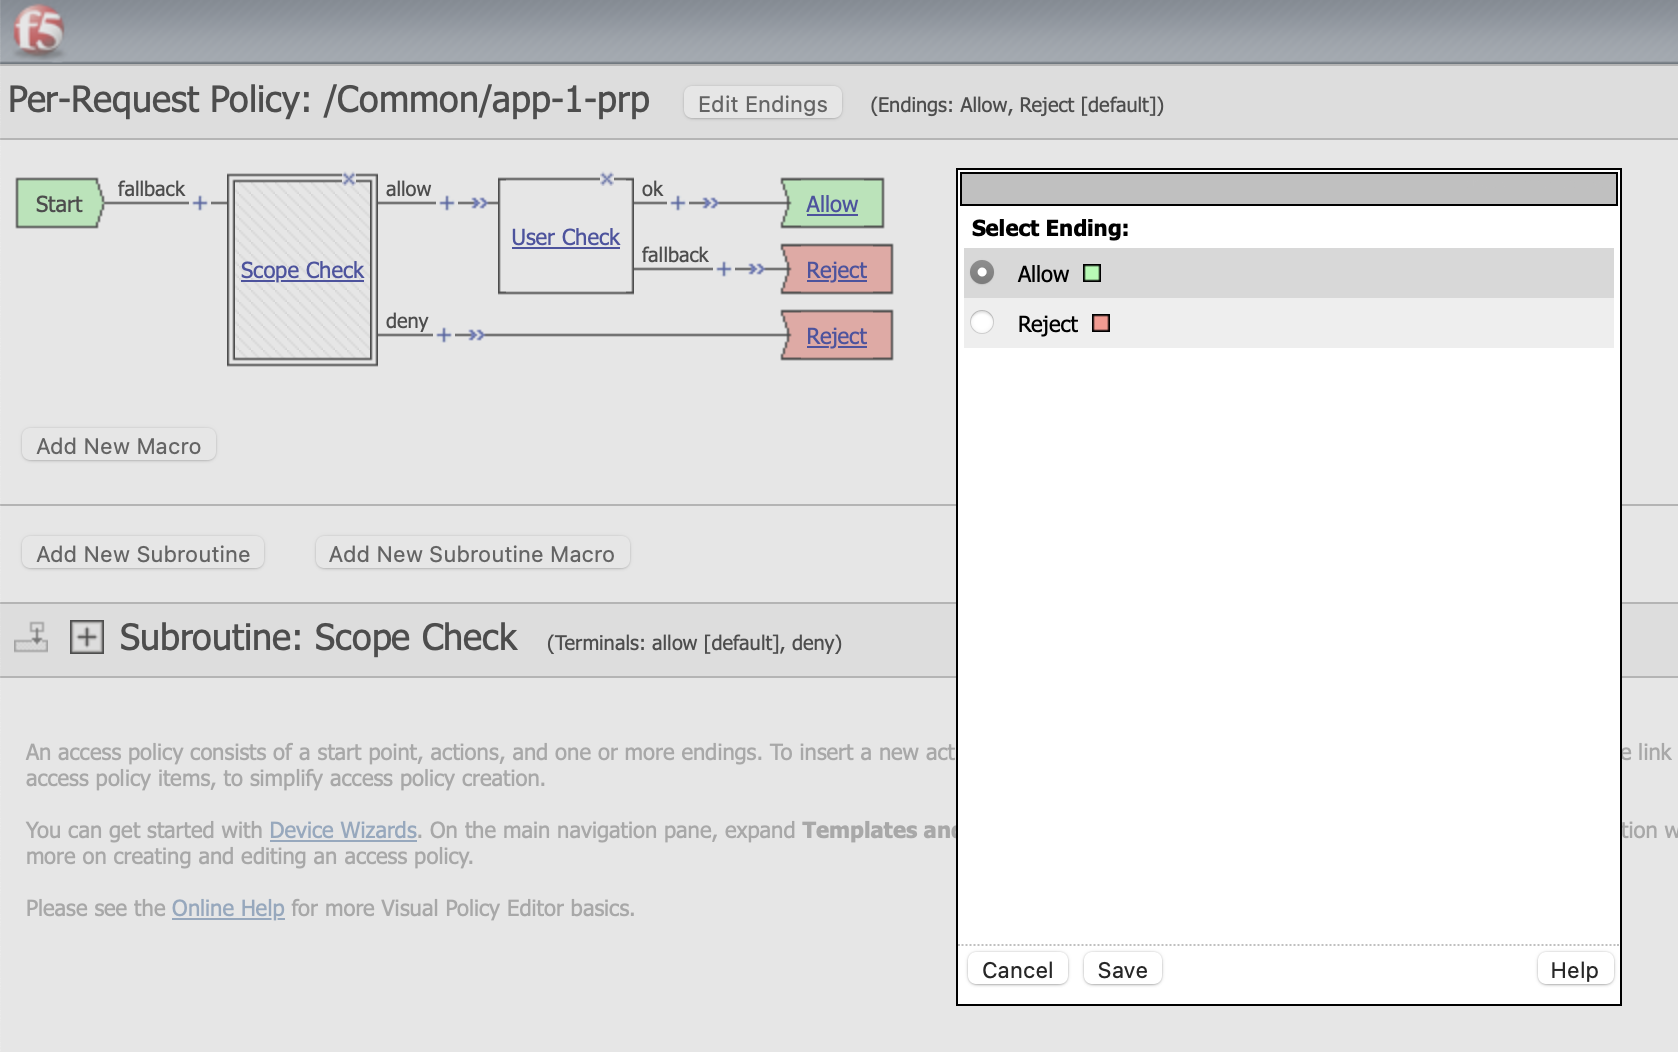 f5
Per-Request Policy: /Common/app-1-prp
Edit Endings
(Endings: Allow, Reject [default])
Start
fallback
Scope Check
allow
User Check
ok
Allow
fallback
Reject
deny
Reject
Add New Macro
Add New Subroutine
Add New Subroutine Macro
Subroutine: Scope Check
(Terminals: allow [default], deny)
An access policy consists of a start point, actions, and one or more endings. To insert a new act
e link
access policy items, to simplify access policy creation.
You can get started with Device Wizards. On the main navigation pane, expand Templates and
tion w
more on creating and editing an access policy.
Please see the Online Help for more Visual Policy Editor basics.
Select Ending:
Allow
Reject
Cancel
Save
Help